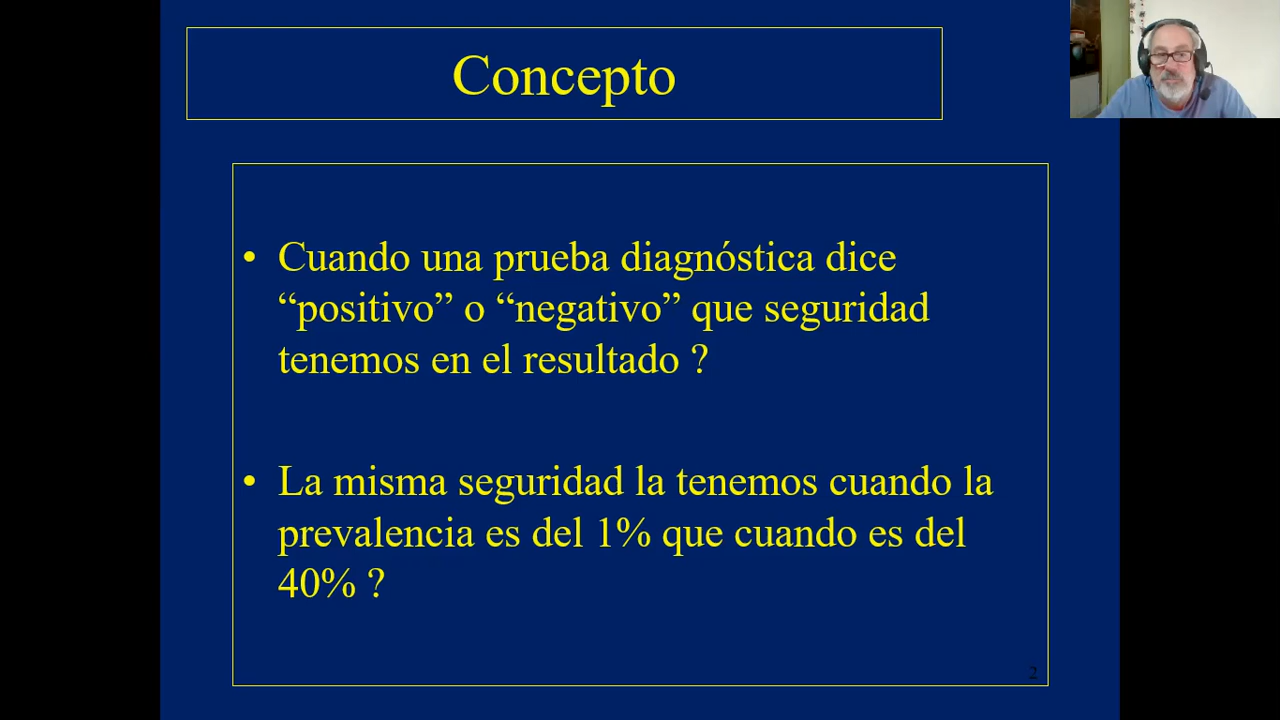 Concepto
• Cuando una prueba diagnóstica dice
“positivo” o “negativo” que seguridad
tenemos en el resultado ?
• La misma seguridad la tenemos cuando la
prevalencia es del 1% que cuando es del
40% ?
2